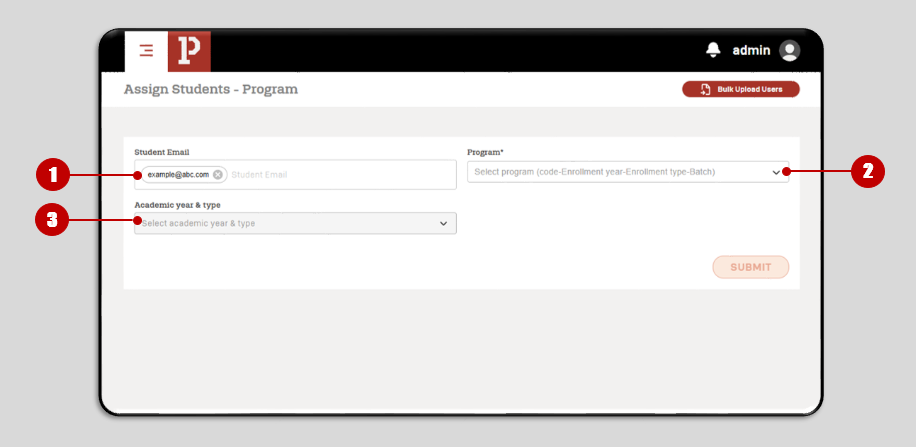 P
admin
Assign Students - Program
Bulk Upload Users
Student Email
example@abc.com
Student Email
Program*
Select program (code-Enrollment year-Enrollment type-Batch)
1
2
Academic year & type
Select academic year & type
3
SUBMIT